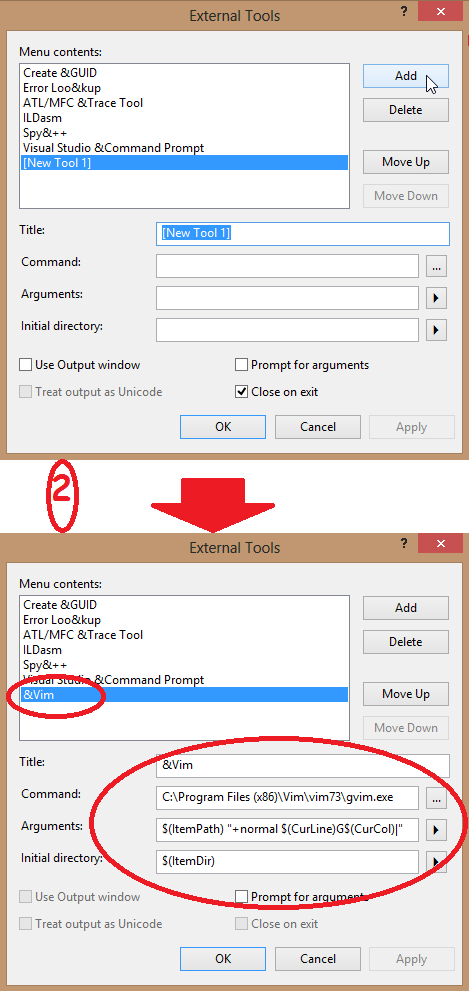 External Tools
?
×
Menu contents:
Create &GUID
Error Loo&kup
ATL/MFC &Trace Tool
ILDasm
Spy&++
Visual Studio &Command Prompt
[New Tool 1]
Add
Delete
Move Up
Move Down
Title:
[New Tool 1]
Command:
...
Arguments:
Initial directory:
Use Output window
Prompt for arguments
Treat output as Unicode
Close on exit
OK
Cancel
Apply
2
External Tools
?
×
Menu contents:
Create &GUID
Error Loo&kup
ATL/MFC &Trace Tool
ILDasm
Spy&++
Visual Studio &Command Prompt
&Vim
Add
Delete
Move Up
Move Down
Title:
&Vim
Command:
C:\Program Files (x86)\Vim\vim73\gvim.exe
...
Arguments:
$(ItemPath) "+normal $(CurLine)G$(CurCol)|"
Initial directory:
$(ItemDir)
Use Output window
Prompt for arguments
Treat output as Unicode
Close on exit
OK
Cancel
Apply